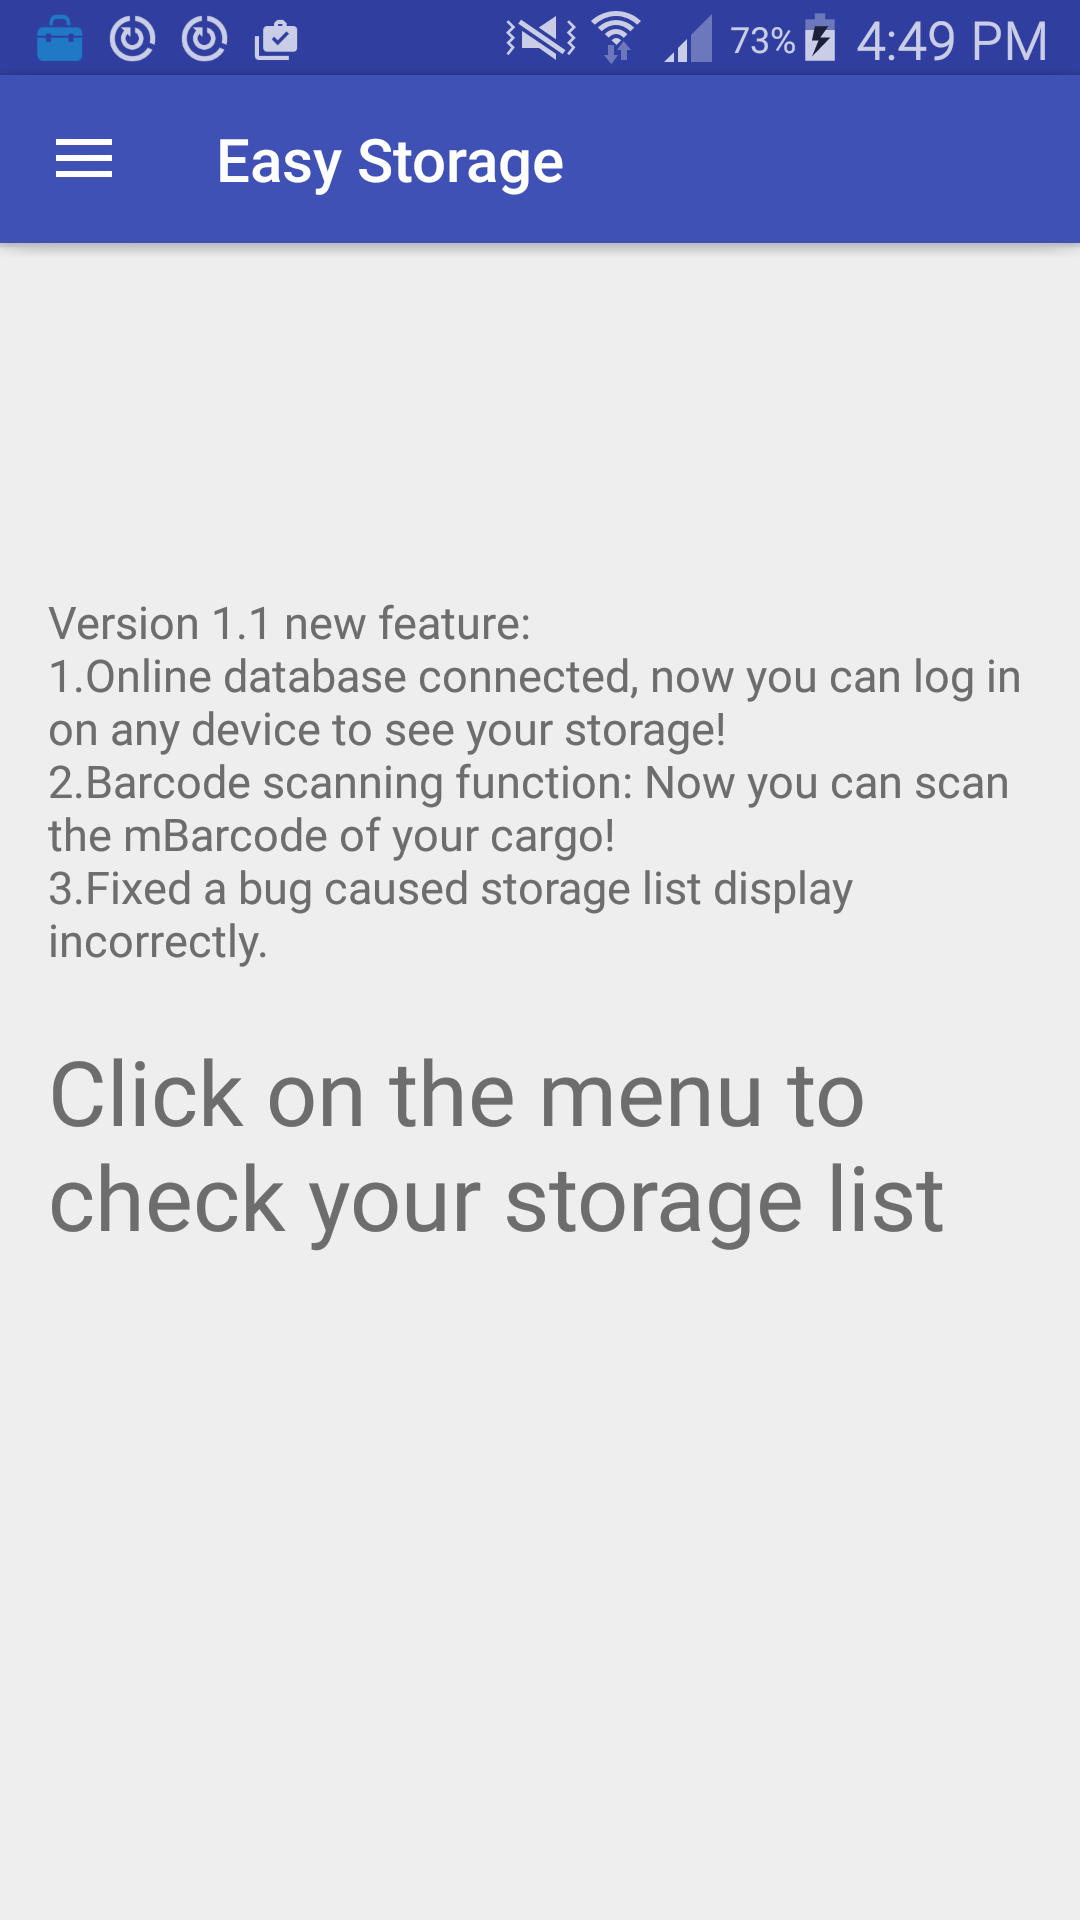 73% 4:49 PM
Easy Storage
Version 1.1 new feature:
1.Online database connected, now you can log in
on any device to see your storage!
2.Barcode scanning function: Now you can scan
the mBarcode of your cargo!
3.Fixed a bug caused storage list display
incorrectly.
Click on the menu to
check your storage list